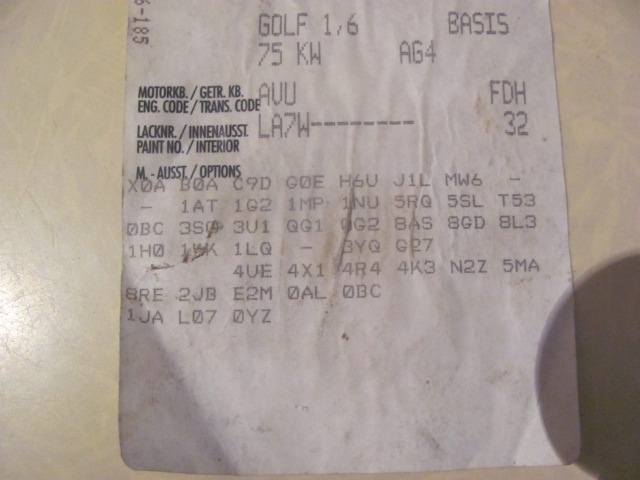 6-185
GOLF 1,6 BASIS
75 KW AG4
MOTORKB. / GETR. KB.
ENG. CODE / TRANS. CODE AVU FDH
LACKNR. / INNENAUSST. LA7W-------- 32
PAINT NO. / INTERIOR
M. - AUSST. / OPTIONS
X0A B0A C9D G0E H6U J1L MW6 -
- 1AT 1G2 1MP 1NU 5RQ 5SL T53
0BC 3SQ 3U1 QG1 0G2 8AS 8GD 8L3
1H0 1LQ - 3YQ G27
4UE 4X1 4R4 4K3 N2Z 5MA
8RE 2JB E2M 0AL 0BC
1JA L07 0YZ